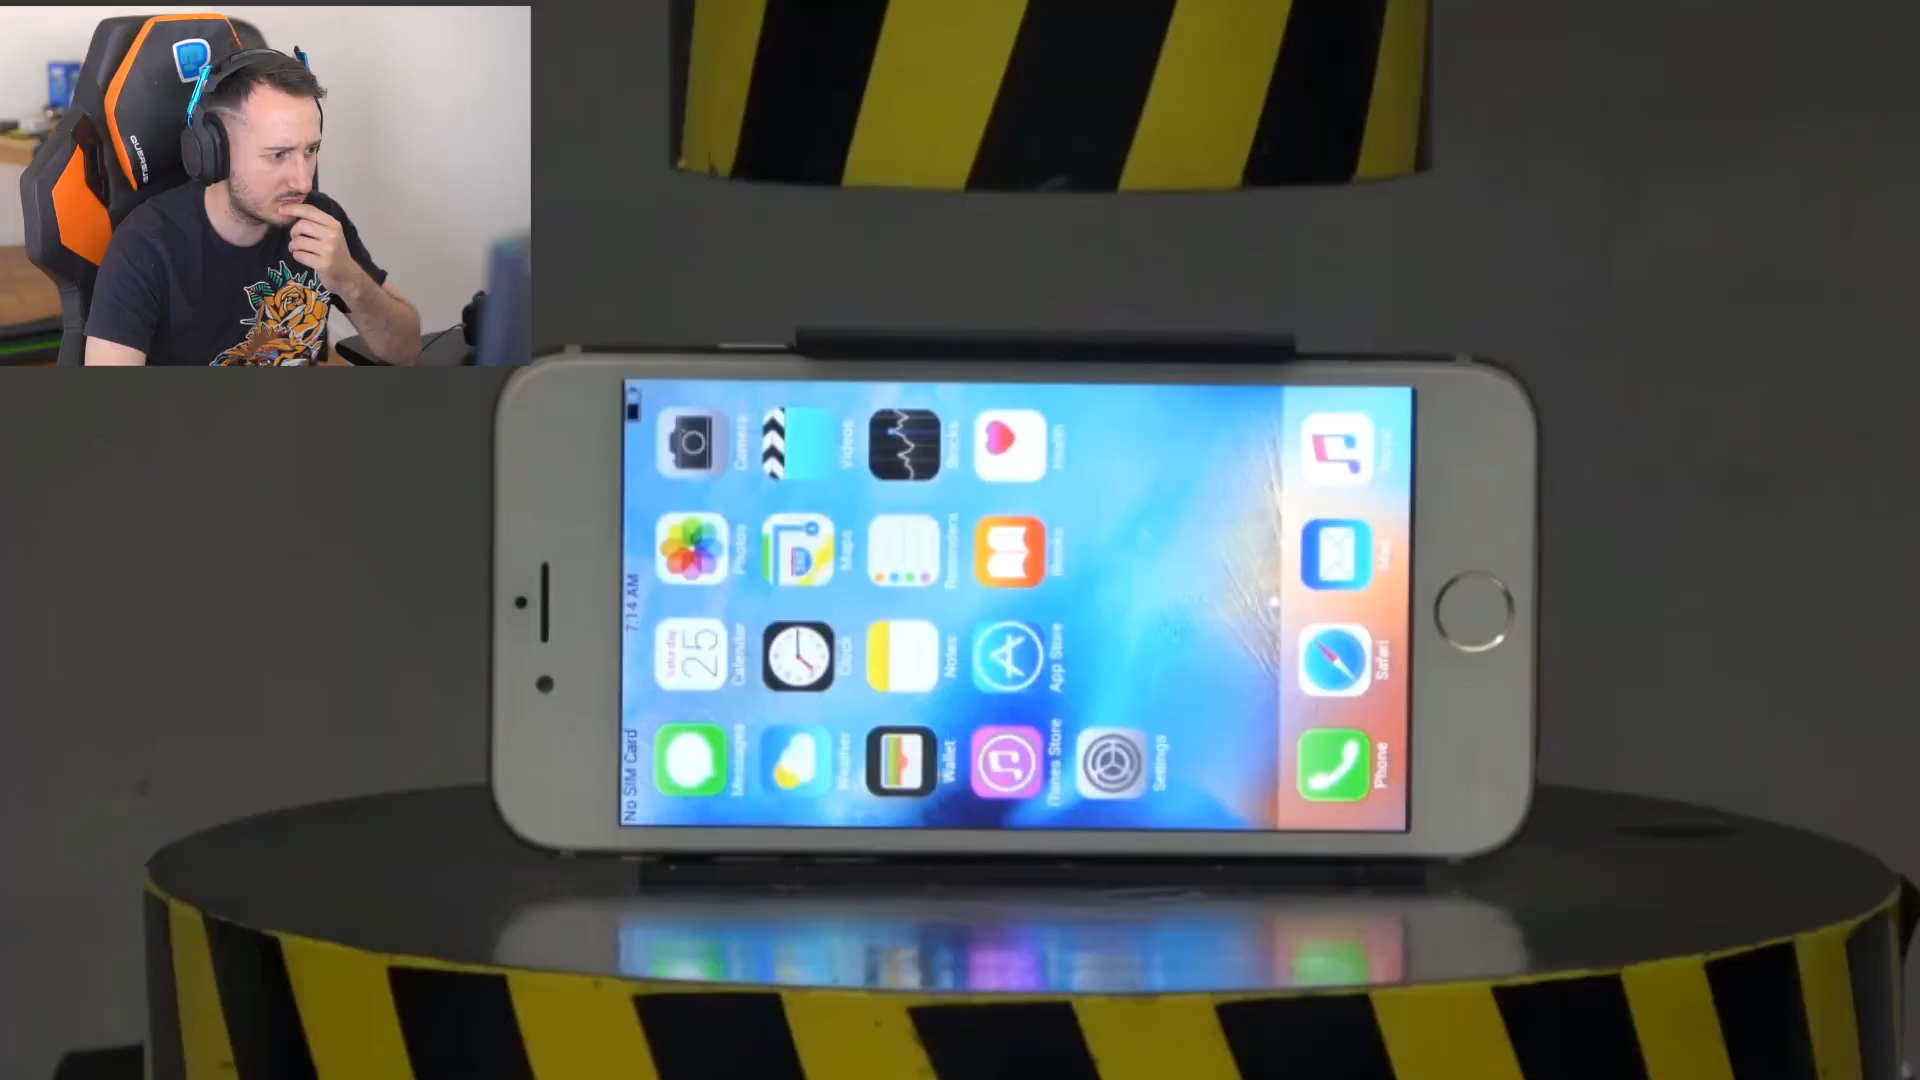 No SIM Card 7:14 AM
Messages
Saturday
25
Calendar
Photos
Camera
Weather
Clock
Maps
Videos
Wallet
Notes
Reminders
Stocks
iTunes Store
App Store
iBooks
Health
Settings
Phone
Safari
Mail
Music